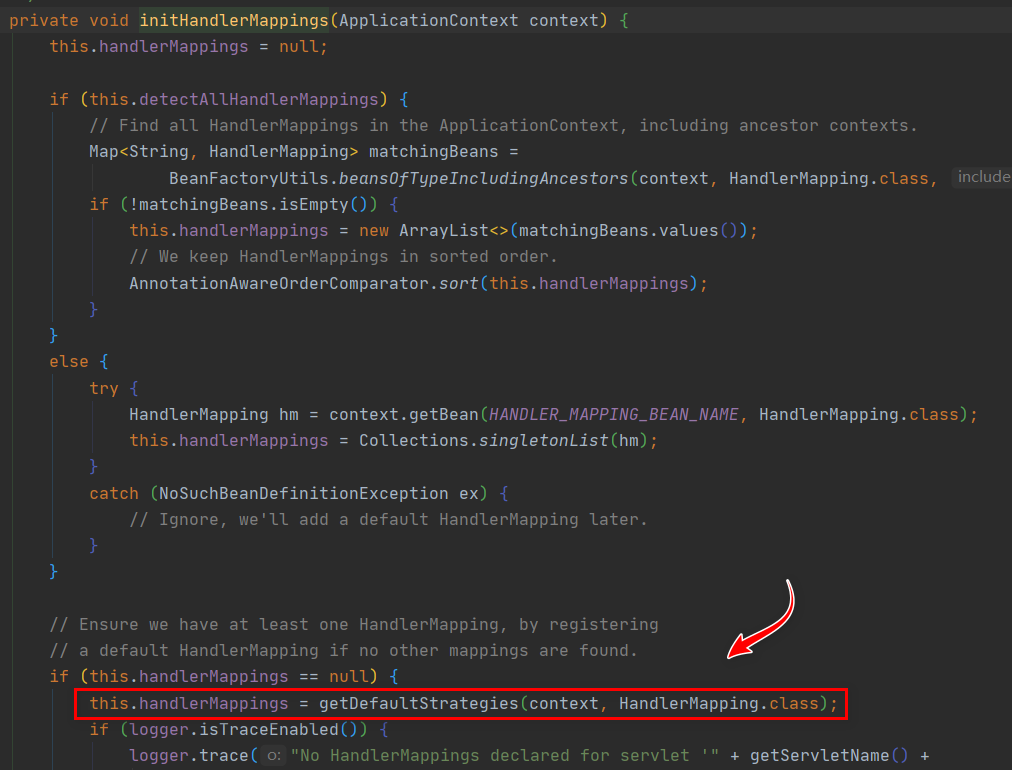 private void initHandlerMappings(ApplicationContext context) {
this.handlerMappings = null;
if (this.detectAllHandlerMappings) {
// Find all HandlerMappings in the ApplicationContext, including ancestor contexts.
Map<String, HandlerMapping> matchingBeans =
BeanFactoryUtils.beansOfTypeIncludingAncestors(context, HandlerMapping.class, include
if (!matchingBeans.isEmpty()) {
this.handlerMappings = new ArrayList<>(matchingBeans.values());
// We keep HandlerMappings in sorted order.
AnnotationAwareOrderComparator.sort(this.handlerMappings);
}
}
else {
try {
HandlerMapping hm = context.getBean(HANDLER_MAPPING_BEAN_NAME, HandlerMapping.class);
this.handlerMappings = Collections.singletonList(hm);
}
catch (NoSuchBeanDefinitionException ex) {
// Ignore, we'll add a default HandlerMapping later.
}
}
// Ensure we have at least one HandlerMapping, by registering
// a default HandlerMapping if no other mappings are found.
if (this.handlerMappings == null) {
this.handlerMappings = getDefaultStrategies(context, HandlerMapping.class);
if (logger.isTraceEnabled()) {
logger.trace( o: "No HandlerMappings declared for servlet '" + getServletName() +